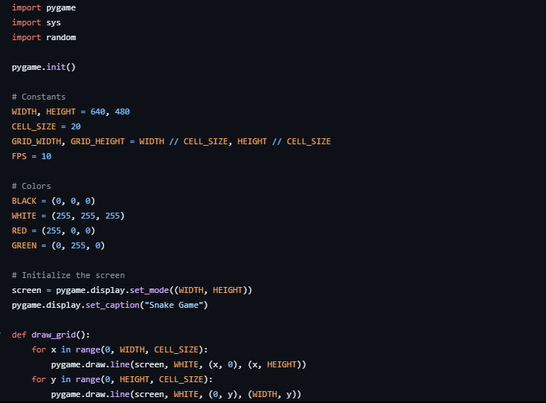 import pygame
import sys
import random

pygame.init()

# Constants
WIDTH, HEIGHT = 640, 480
CELL_SIZE = 20
GRID_WIDTH, GRID_HEIGHT = WIDTH // CELL_SIZE, HEIGHT // CELL_SIZE
FPS = 10

# Colors
BLACK = (0, 0, 0)
WHITE = (255, 255, 255)
RED = (255, 0, 0)
GREEN = (0, 255, 0)

# Initialize the screen
screen = pygame.display.set_mode((WIDTH, HEIGHT))
pygame.display.set_caption("Snake Game")

def draw_grid():
    for x in range(0, WIDTH, CELL_SIZE):
        pygame.draw.line(screen, WHITE, (x, 0), (x, HEIGHT))
    for y in range(0, HEIGHT, CELL_SIZE):
        pygame.draw.line(screen, WHITE, (0, y), (WIDTH, y))